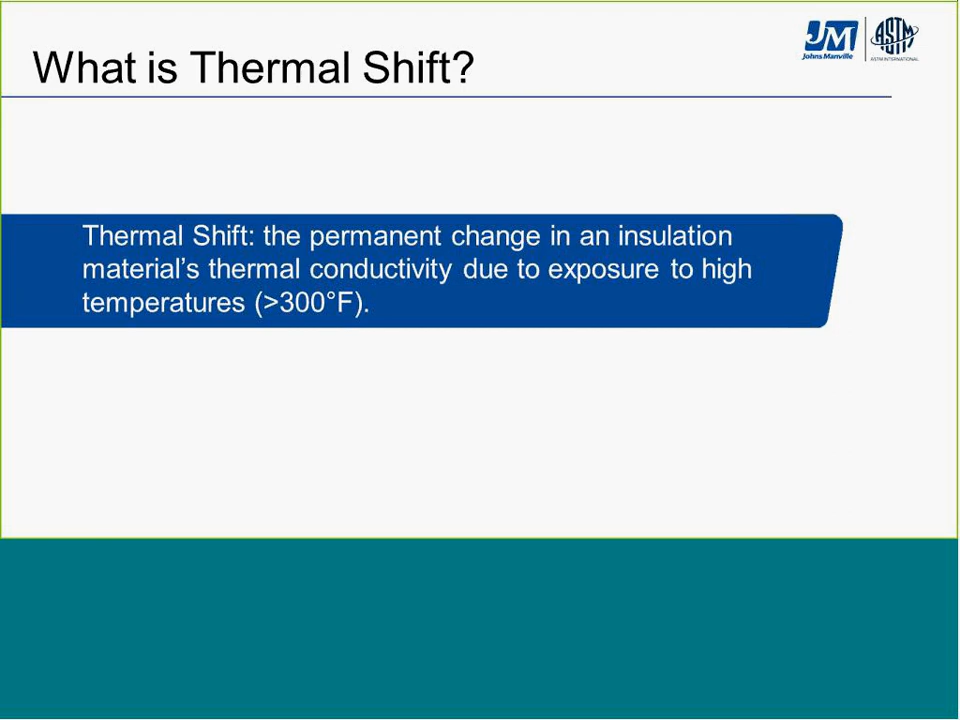 What is Thermal Shift?
JM
Johns Manville
ASTM
ASTM INTERNATIONAL
Thermal Shift: the permanent change in an insulation
material's thermal conductivity due to exposure to high
temperatures (>300°F).